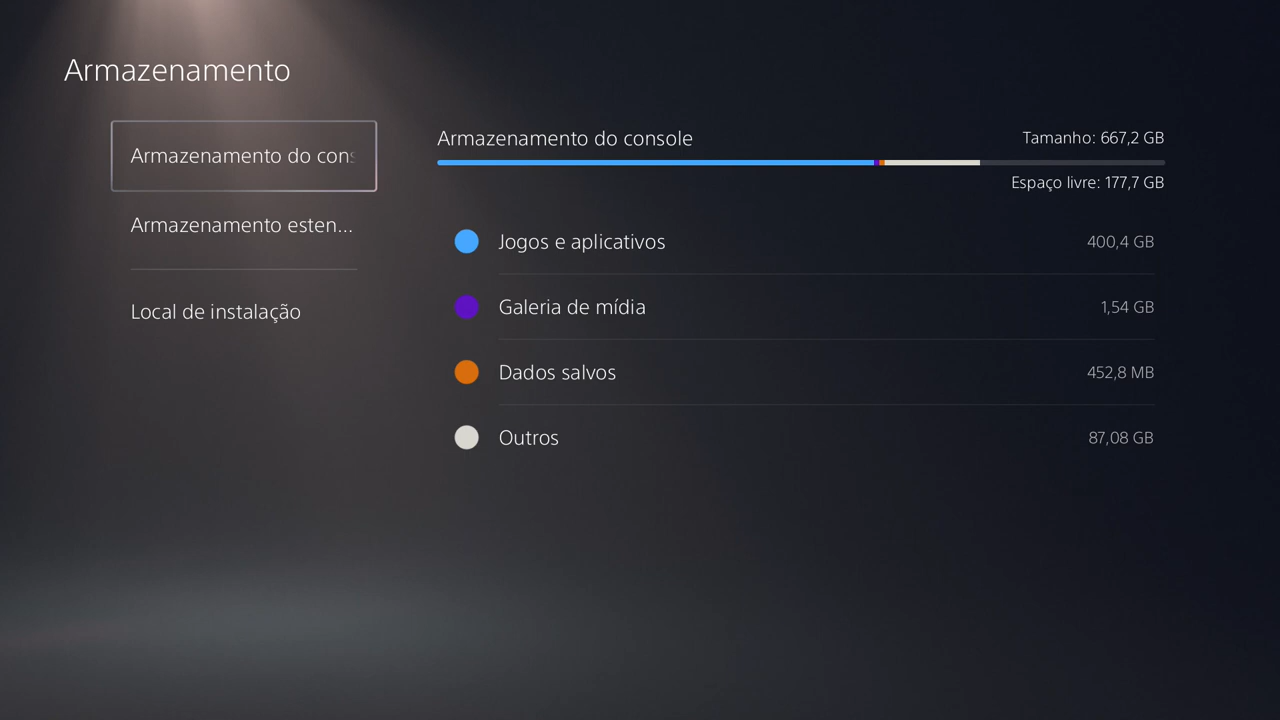 Armazenamento
Armazenamento do cons
Armazenamento esten...
Local de instalação
Armazenamento do console
Tamanho: 667,2 GB
Espaço livre: 177,7 GB
Jogos e aplicativos 400,4 GB
Galeria de mídia 1,54 GB
Dados salvos 452,8 MB
Outros 87,08 GB